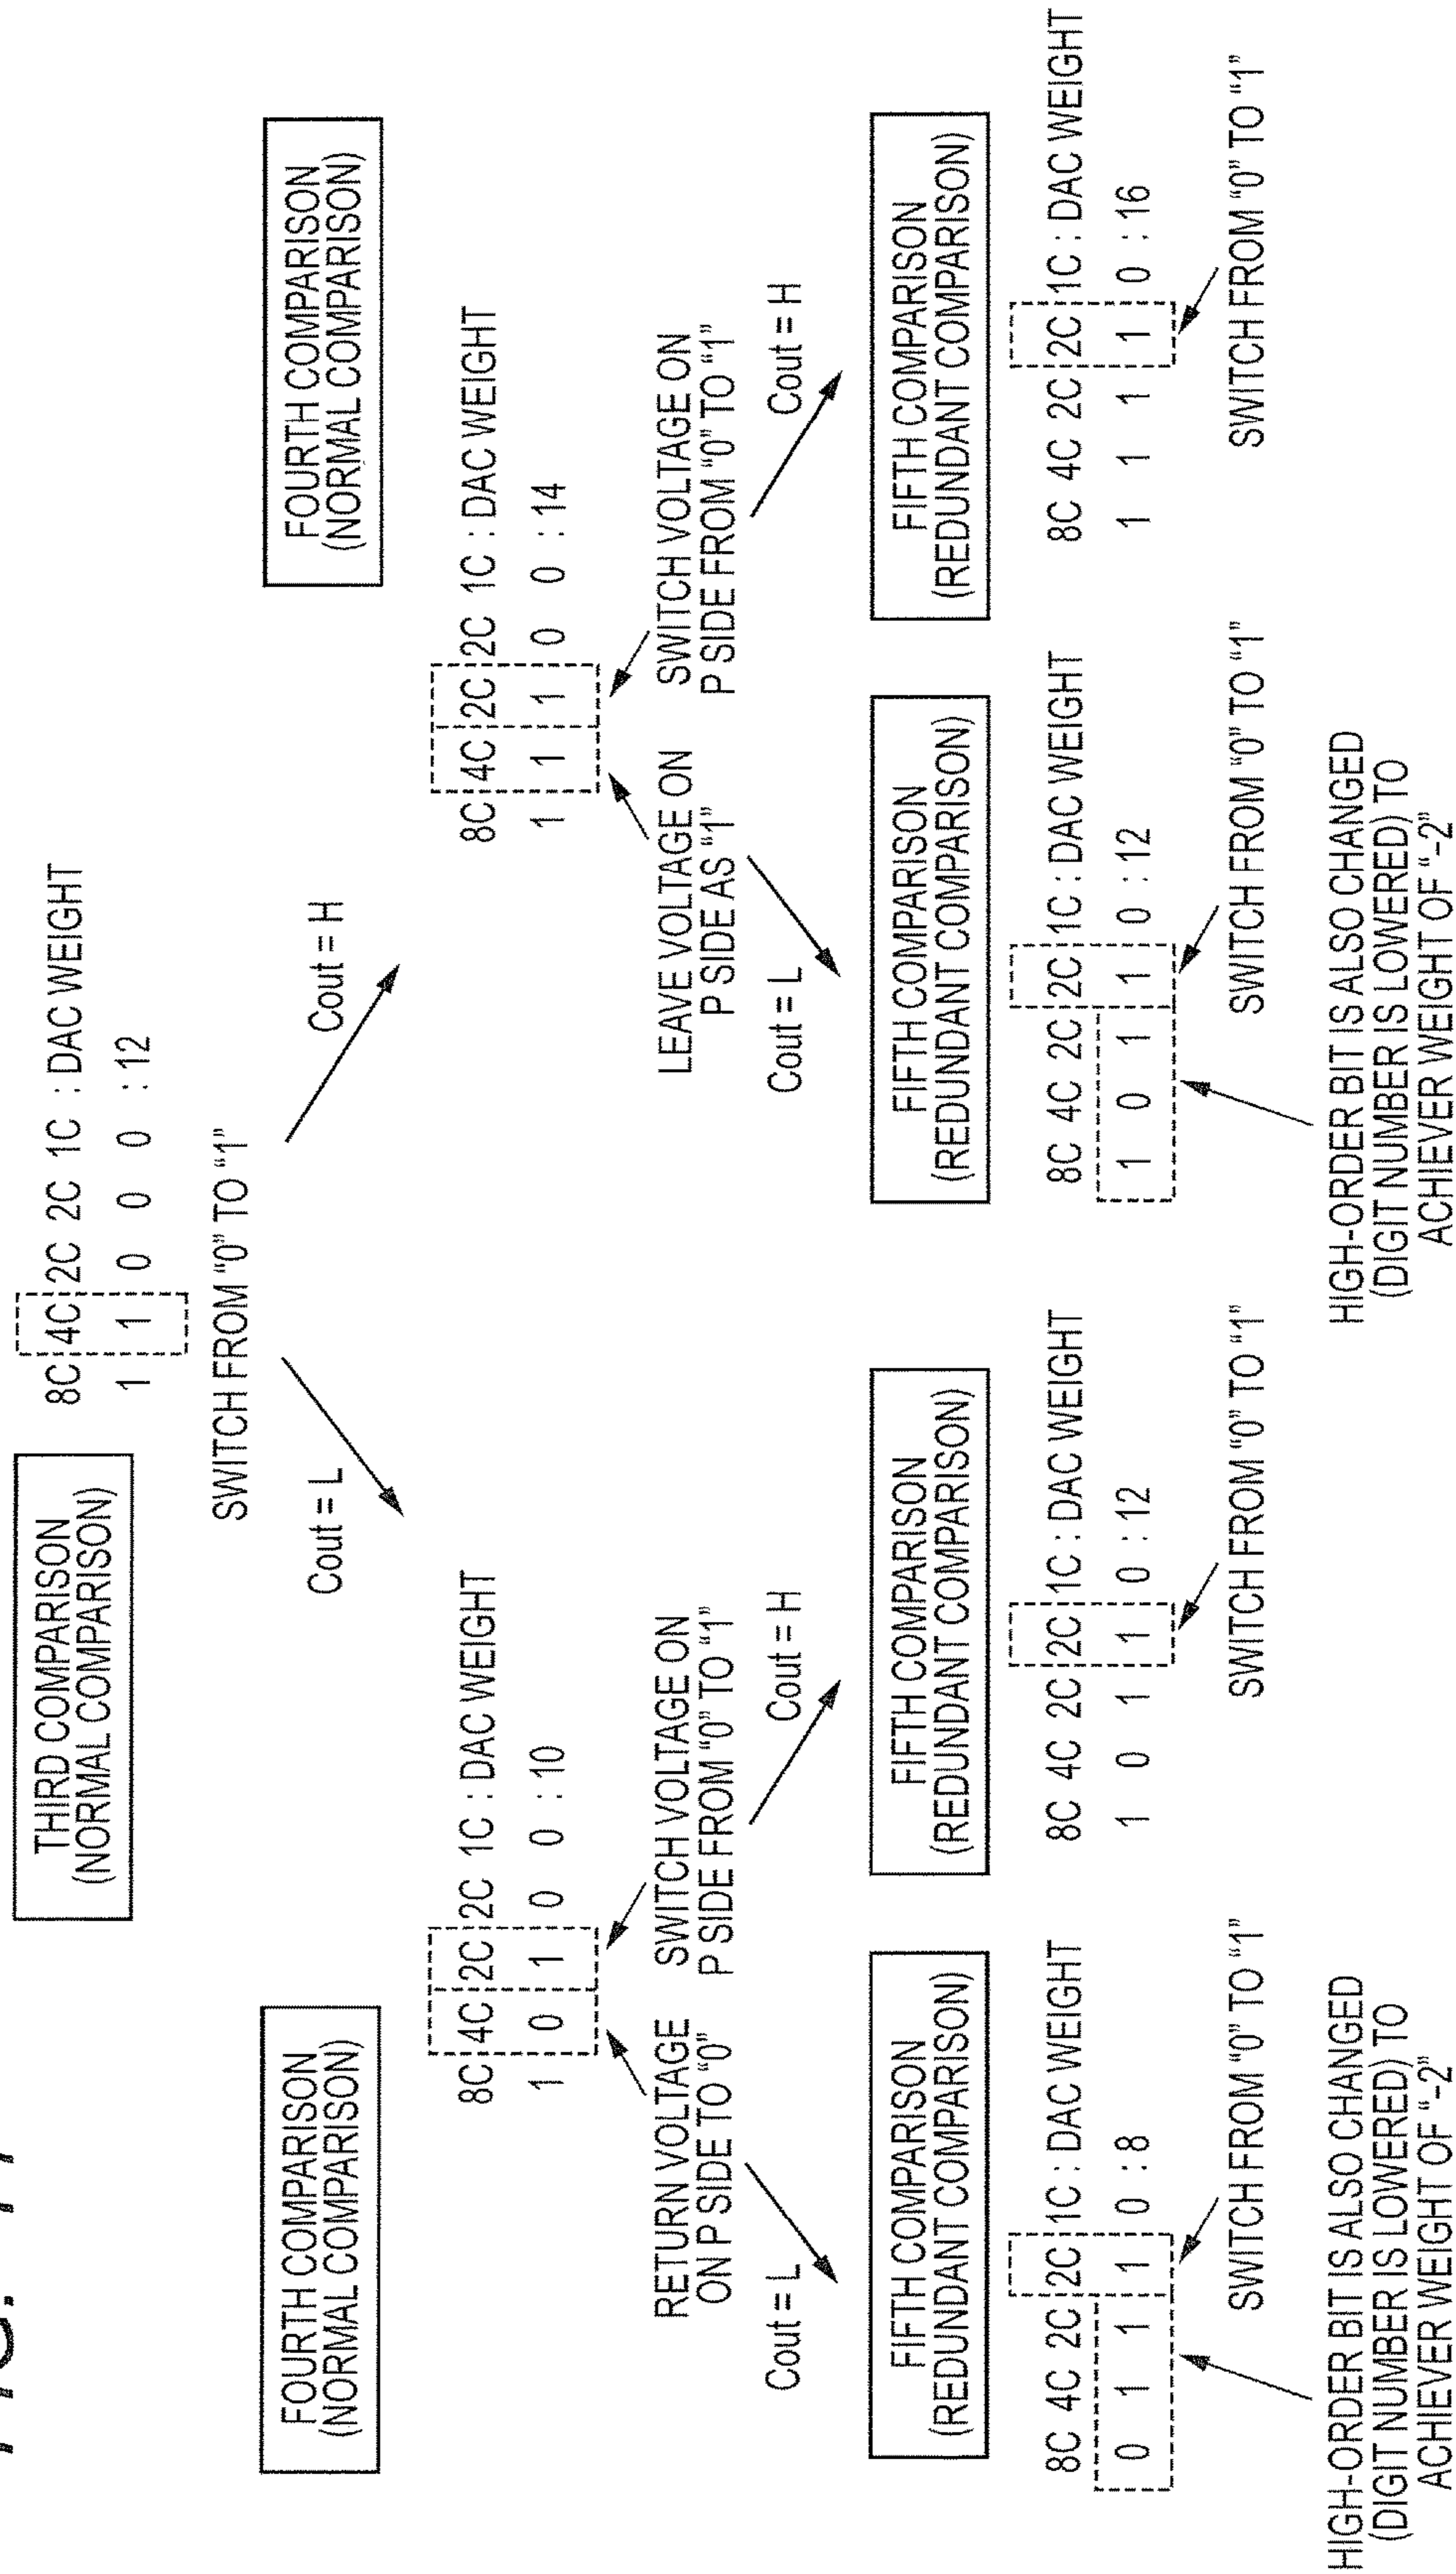 THIRD COMPARISON
(NORMAL COMPARISON)
8C 4C 2C 2C 1C : DAC WEIGHT
1 1 0 0 0 : 12
SWITCH FROM “0” TO “1”
Cout = L
Cout = H
FOURTH COMPARISON
(NORMAL COMPARISON)
8C 4C 2C 2C 1C : DAC WEIGHT
1 0 1 0 0 : 10
RETURN VOLTAGE
ON P SIDE TO “0”
SWITCH VOLTAGE ON
P SIDE FROM “0” TO “1”
Cout = L
Cout = H
FOURTH COMPARISON
(NORMAL COMPARISON)
8C 4C 2C 2C 1C : DAC WEIGHT
1 1 1 0 0 : 14
LEAVE VOLTAGE ON
P SIDE AS “1”
SWITCH VOLTAGE ON
P SIDE FROM “0” TO “1”
Cout = L
Cout = H
FIFTH COMPARISON
(REDUNDANT COMPARISON)
8C 4C 2C 2C 1C : DAC WEIGHT
0 1 1 1 0 : 8
SWITCH FROM “0” TO “1”
HIGH-ORDER BIT IS ALSO CHANGED
(DIGIT NUMBER IS LOWERED) TO
ACHIEVER WEIGHT OF “-2”
FIFTH COMPARISON
(REDUNDANT COMPARISON)
8C 4C 2C 2C 1C : DAC WEIGHT
1 0 1 1 0 : 12
SWITCH FROM “0” TO “1”
FIFTH COMPARISON
(REDUNDANT COMPARISON)
8C 4C 2C 2C 1C : DAC WEIGHT
1 0 1 1 0 : 12
SWITCH FROM “0” TO “1”
HIGH-ORDER BIT IS ALSO CHANGED
(DIGIT NUMBER IS LOWERED) TO
ACHIEVER WEIGHT OF “-2”
FIFTH COMPARISON
(REDUNDANT COMPARISON)
8C 4C 2C 2C 1C : DAC WEIGHT
1 1 1 1 0 : 16
SWITCH FROM “0” TO “1”